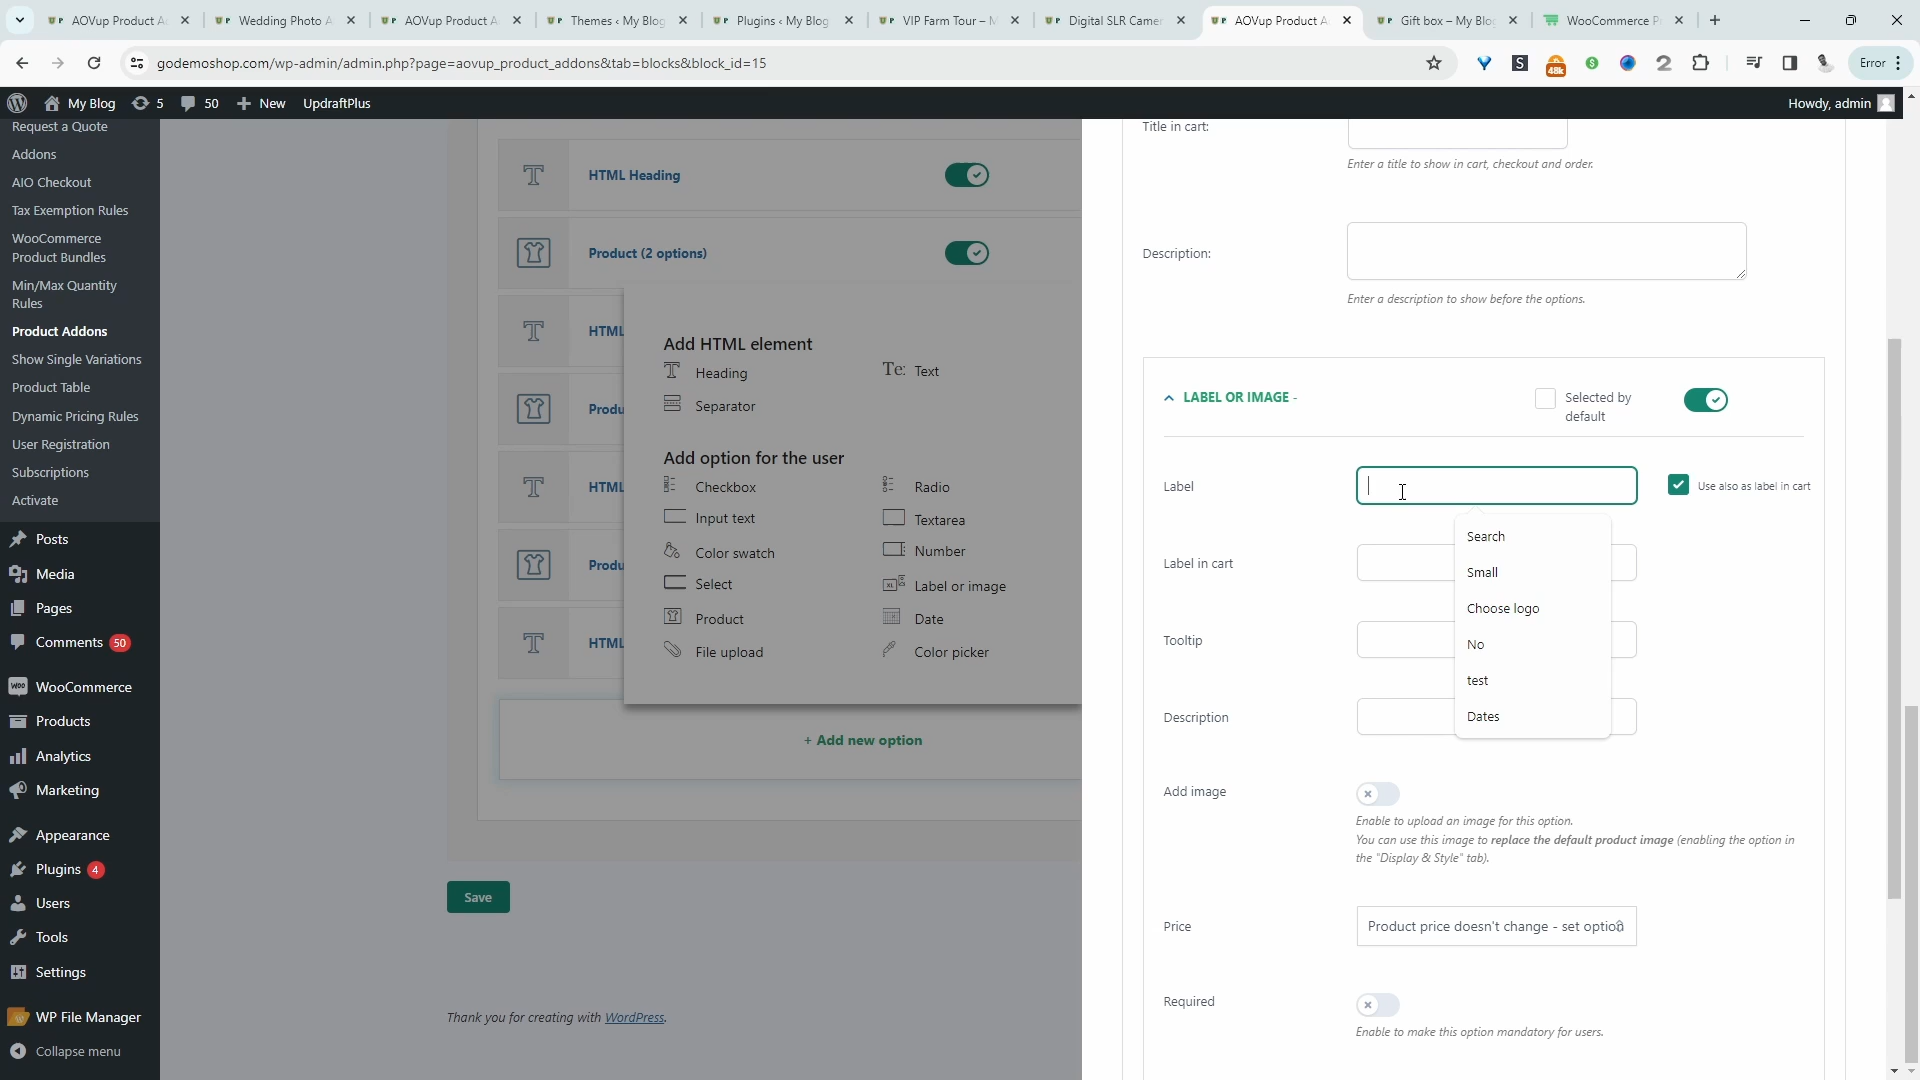 AOVup Product A
Wedding Photo A
AOVup Product A
Themes ‹ My Blog
Plugins ‹ My Blog
VIP Farm Tour – M
Digital SLR Camer
AOVup Product A
Gift box – My Blo
WooCommerce P
godemoshop.com/wp-admin/admin.php?page=aovup_product_addons&tab=blocks&block_id=15
48k
Error
My Blog
5
50
New
UpdraftPlus
Howdy, admin
Request a Quote
Addons
AIO Checkout
Tax Exemption Rules
WooCommerce
Product Bundles
Min/Max Quantity
Rules
Product Addons
Show Single Variations
Product Table
Dynamic Pricing Rules
User Registration
Subscriptions
Activate
Posts
Media
Pages
Comments 50
WooCommerce
Products
Analytics
Marketing
Appearance
Plugins 4
Users
Tools
Settings
WP File Manager
Collapse menu
HTML Heading
Product (2 options)
HTML
Produ
HTML
Produ
HTML
Add HTML element
Heading
Text
Separator
Add option for the user
Checkbox
Radio
Input text
Textarea
Color swatch
Number
Select
Label or image
Product
Date
File upload
Color picker
+ Add new option
Save
Thank you for creating with WordPress.
Title in cart:
Enter a title to show in cart, checkout and order.
Description:
Enter a description to show before the options.
LABEL OR IMAGE -
Selected by
default
Label
Use also as label in cart
Search
Small
Choose logo
No
test
Dates
Label in cart
Tooltip
Description
Add image
Enable to upload an image for this option.
You can use this image to replace the default product image (enabling the option in
the "Display & Style" tab).
Price
Product price doesn't change - set option
Required
Enable to make this option mandatory for users.